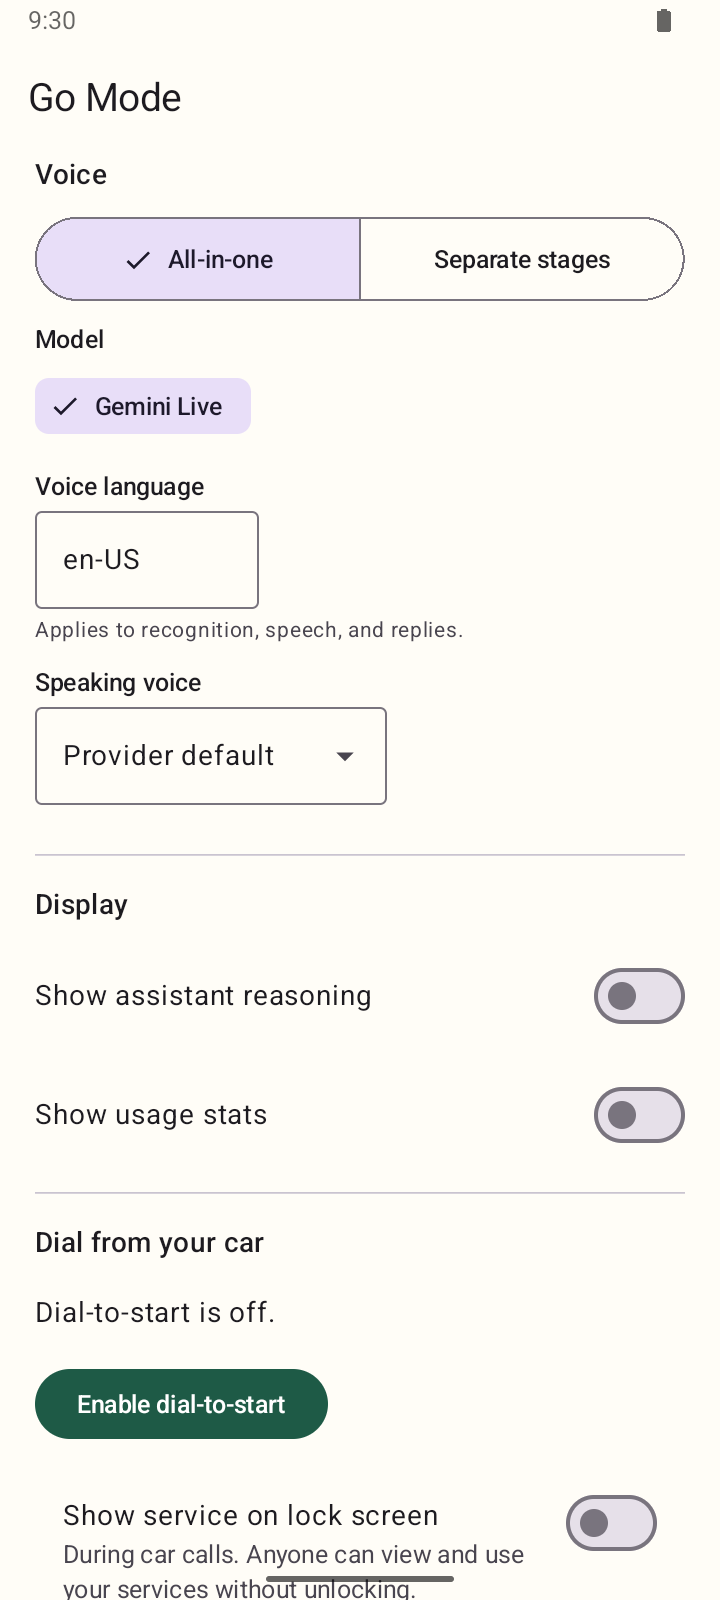 9:30
Go Mode
Voice
All-in-one
Separate stages
Model
Gemini Live
Voice language
en-US
Applies to recognition, speech, and replies.
Speaking voice
Provider default
Display
Show assistant reasoning
Show usage stats
Dial from your car
Dial-to-start is off.
Enable dial-to-start
Show service on lock screen
During car calls. Anyone can view and use
your services without unlocking.